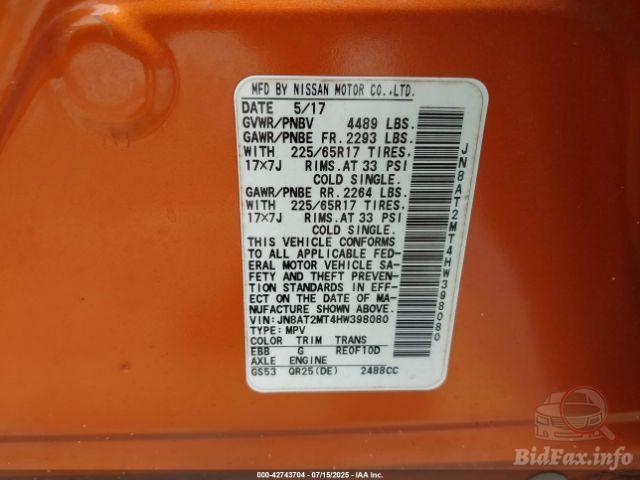 MFD BY NISSAN MOTOR CO.,LTD.
DATE 5/17
GVWR/PNBV 4489 LBS.
GAWR/PNBE FR. 2293 LBS.
WITH 225/65R17 TIRES,
17×7J RIMS.AT 33 PSI
COLD SINGLE.
GAWR/PNBE RR. 2264 LBS.
WITH 225/65R17 TIRES,
17×7J RIMS.AT 33 PSI
COLD SINGLE.
THIS VEHICLE CONFORMS
TO ALL APPLICABLE FED-
ERAL MOTOR VEHICLE SA-
FETY AND THEFT PREVEN-
TION STANDARDS IN EFF-
ECT ON THE DATE OF MA-
NUFACTURE SHOWN ABOVE.
VIN: JN8AT2MT4HW398080
TYPE: MPV
COLOR TRIM TRANS
EBB G RE0F10D
AXLE ENGINE
GS53 QR25(DE) 2488CC
JN8AT2MT4HW398080
BidFax.info
000-42743704 - 07/15/2025 - IAA Inc.